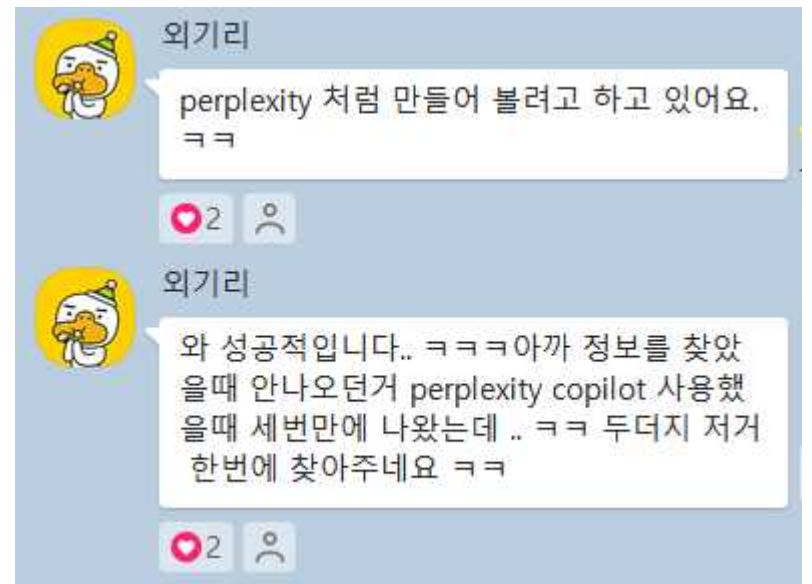 외기리
perplexity 처럼 만들어 볼려고 하고 있어요.
ㅋㅋ
2
외기리
와 성공적입니다.. ㅋㅋㅋ아까 정보를 찾았
을때 안나오던거 perplexity copilot 사용했
을때 세번만에 나왔는데 .. ㅋㅋ 두더지 저거
한번에 찾아주네요 ㅋㅋ
2